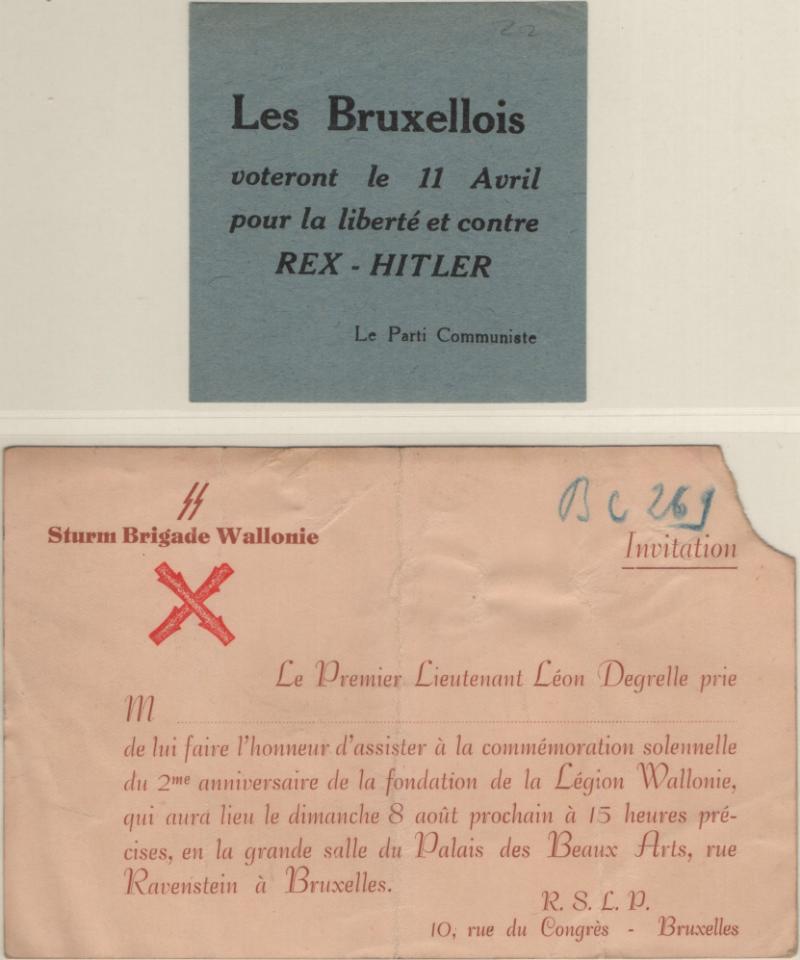 Les Bruxellois
voteront le 11 Avril
pour la liberté et contre
REX - HITLER
Le Parti Communiste
SS
Sturm Brigade Wallonie
BC 269
Invitation
Le Premier Lieutenant Léon Degrelle prie
M
de lui faire l'honneur d'assister à la commémoration solennelle
du 2me anniversaire de la fondation de la Légion Wallonie,
qui aura lieu le dimanche 8 août prochain à 15 heures pré-
cises, en la grande salle du Palais des Beaux Arts, rue
Ravenstein à Bruxelles.
R. S. L. P.
10, rue du Congrès - Bruxelles